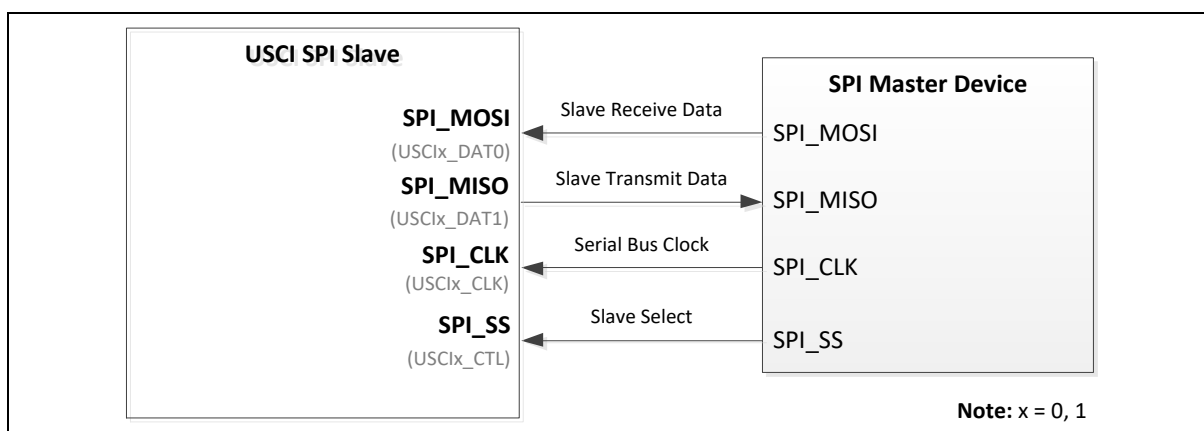 USCI SPI Slave
SPI Master Device
SPI_MOSI
(USCIx_DAT0)
Slave Receive Data
SPI_MOSI
SPI_MISO
(USCIx_DAT1)
Slave Transmit Data
SPI_MISO
SPI_CLK
(USCIx_CLK)
Serial Bus Clock
SPI_CLK
SPI_SS
(USCIx_CTL)
Slave Select
SPI_SS
Note: x = 0, 1